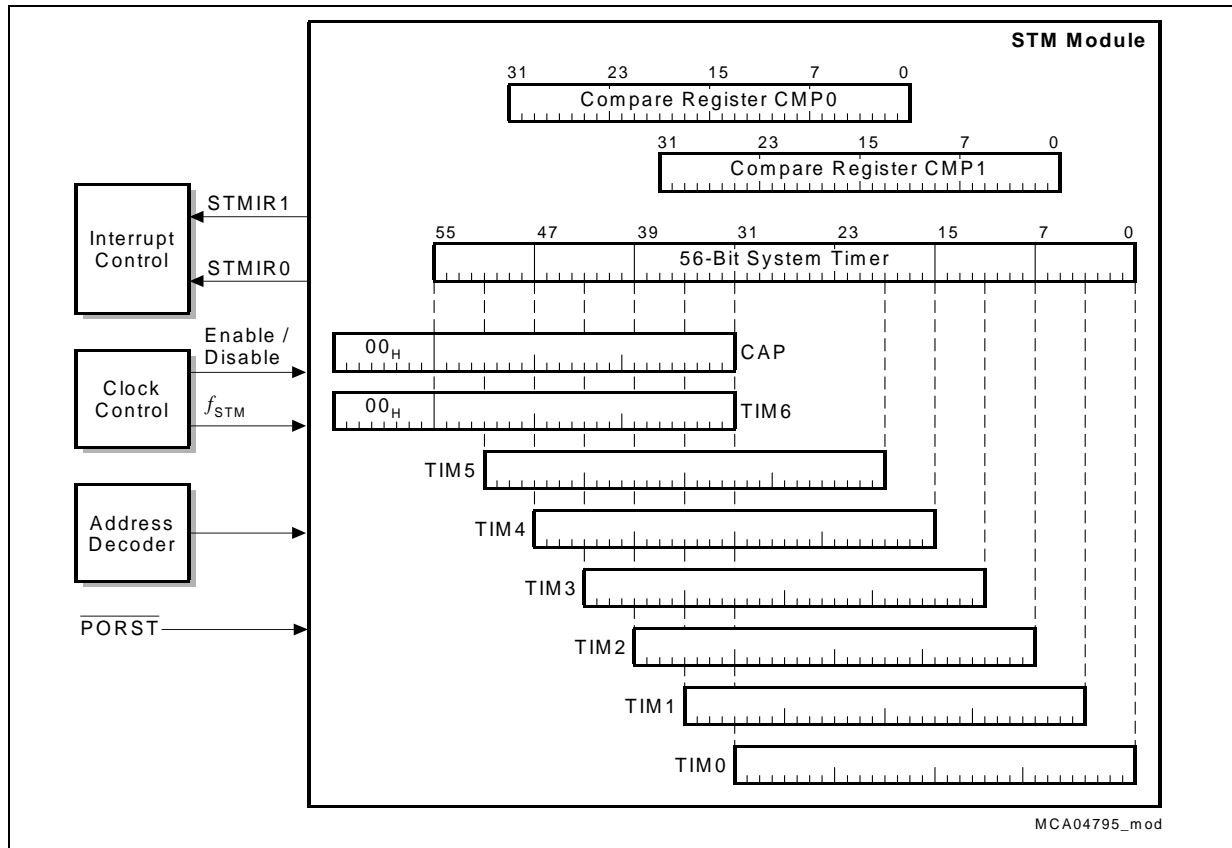 STM Module
31 23 15 7 0
Compare Register CMP0
31 23 15 7 0
Compare Register CMP1
STMIR1
Interrupt
Control
STMIR0
55 47 39 31 23 15 7 0
56-Bit System Timer
Enable /
Disable
00H
CAP
Clock
Control
fSTM
00H
TIM6
TIM5
Address
Decoder
TIM4
TIM3
PORST
TIM2
TIM1
TIM0
MCA04795_mod